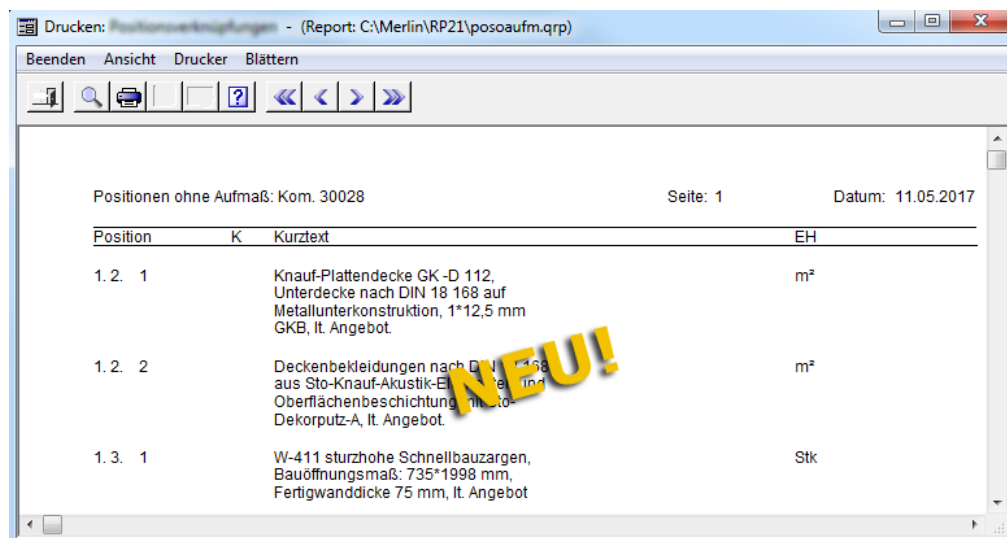 Drucken: - (Report: C:\Merlin\RP21\posoaufm.qrp)
Beenden Ansicht Drucker Blättern
Positionen ohne Aufmaß: Kom. 30028 Seite: 1 Datum: 11.05.2017
Position K Kurztext EH
1. 2. 1 Knauf-Plattendecke GK -D 112, m²
Unterdecke nach DIN 18 168 auf
Metallunterkonstruktion, 1*12,5 mm
GKB, lt. Angebot.
1. 2. 2 Deckenbekleidungen nach 168 m²
aus Sto-Knauf-Akustik- und
Oberflächenbeschichtung mit Sto-
Dekorputz-A, lt. Angebot.
NEU!
1. 3. 1 W-411 sturzhohe Schnellbauzargen, Stk
Bauöffnungsmaß: 735*1998 mm,
Fertigwanddicke 75 mm, lt. Angebot